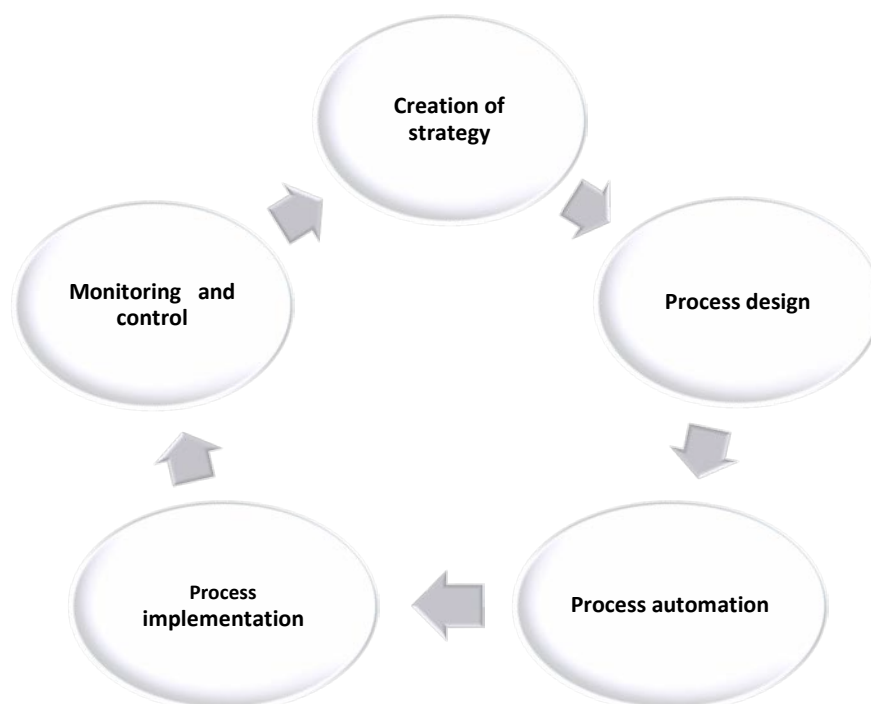 Creation of
strategy
Process design
Process automation
Process
implementation
Monitoring and
control